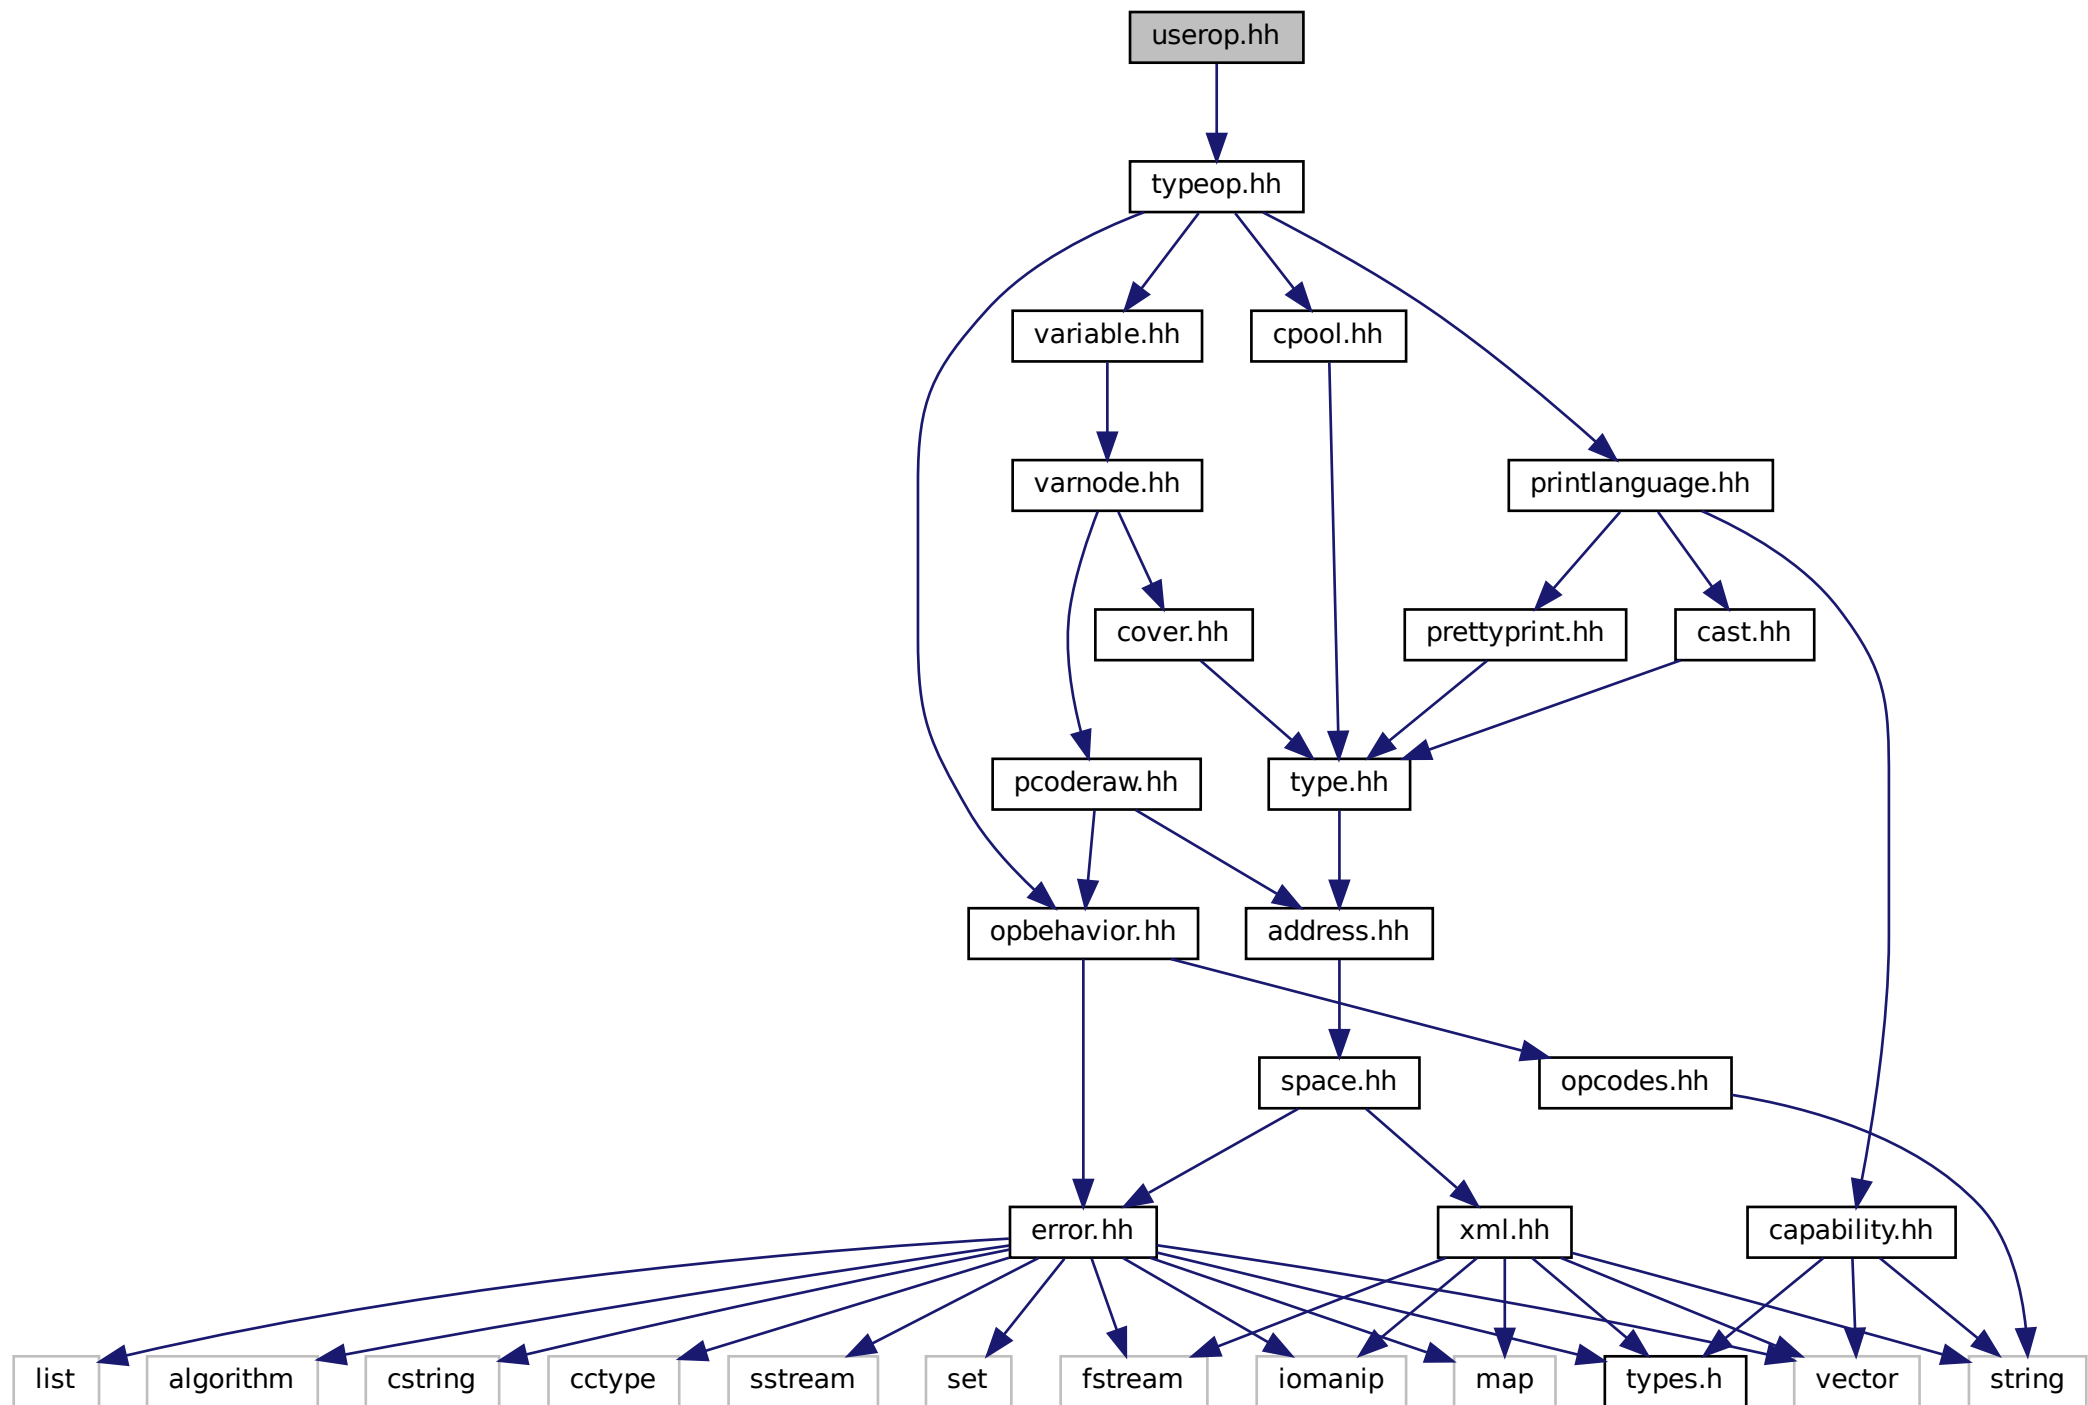 userop.hh
typeop.hh
variable.hh
cpool.hh
varnode.hh
printlanguage.hh
cover.hh
prettyprint.hh
cast.hh
pcoderaw.hh
type.hh
opbehavior.hh
address.hh
space.hh
opcodes.hh
error.hh
xml.hh
capability.hh
list
algorithm
cstring
cctype
sstream
set
fstream
iomanip
map
types.h
vector
string